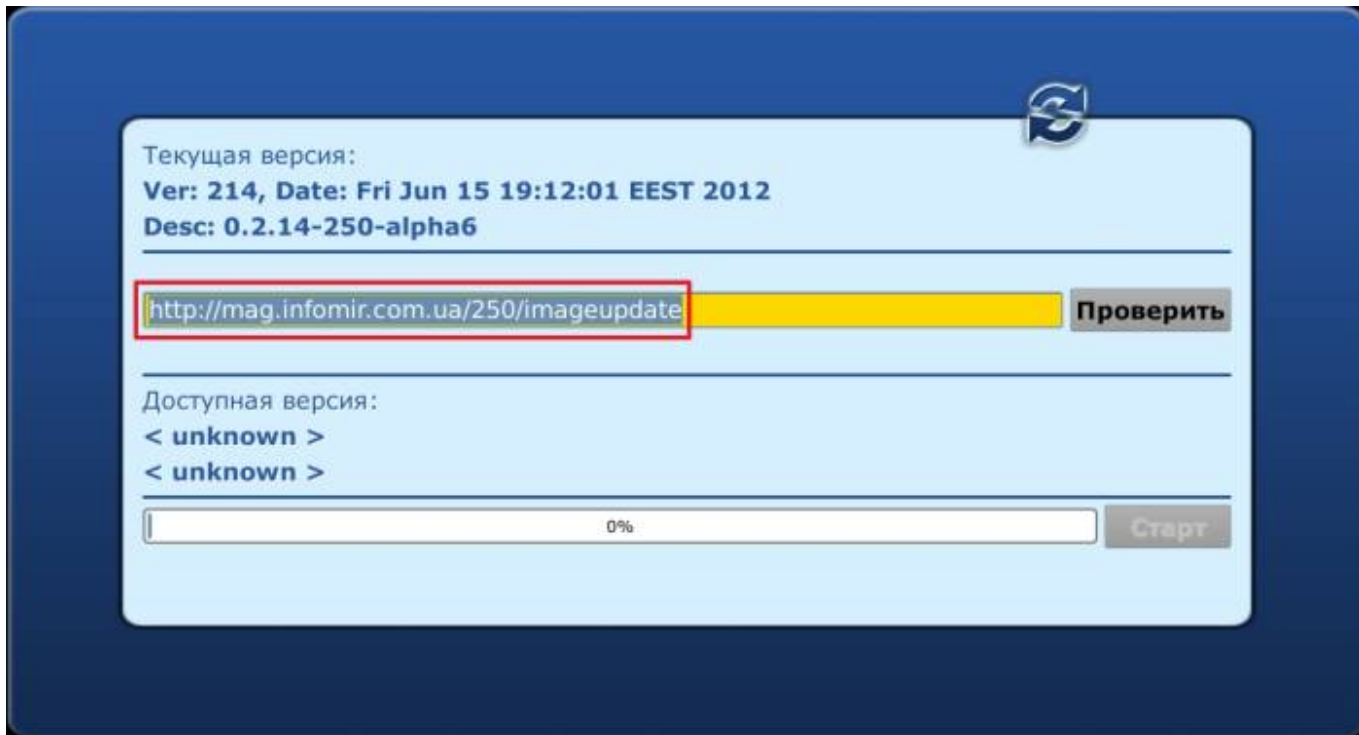 Текущая версия:
Ver: 214, Date: Fri Jun 15 19:12:01 EEST 2012
Desc: 0.2.14-250-alpha6
http://mag.infomir.com.ua/250/imageupdate Проверить
Доступная версия:
< unknown >
< unknown >
0% Старт